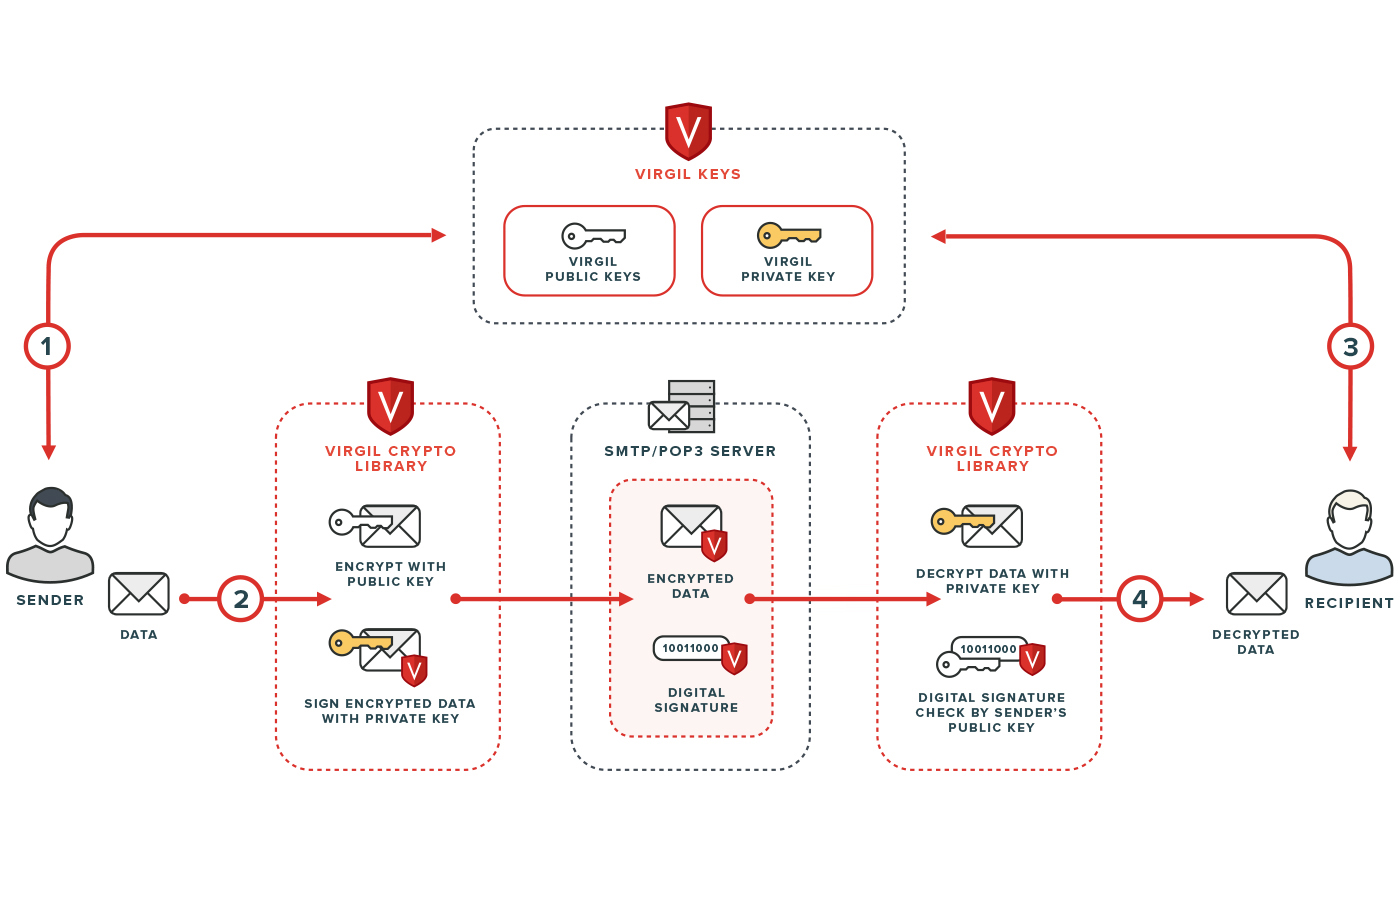 V
VIRGIL KEYS
VIRGIL
PUBLIC KEYS
VIRGIL
PRIVATE KEY
1
3
V
VIRGIL CRYPTO
LIBRARY
ENCRYPT WITH
PUBLIC KEY
V
SIGN ENCRYPTED DATA
WITH PRIVATE KEY
SMTP/POP3 SERVER
V
ENCRYPTED
DATA
10011000
V
DIGITAL
SIGNATURE
V
VIRGIL CRYPTO
LIBRARY
DECRYPT DATA WITH
PRIVATE KEY
10011000
V
DIGITAL SIGNATURE
CHECK BY SENDER'S
PUBLIC KEY
SENDER
DATA
2
4
RECIPIENT
DECRYPTED
DATA